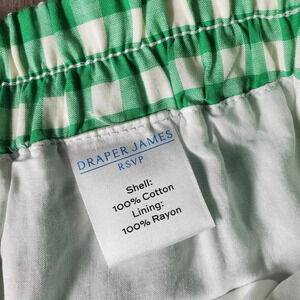 DRAPER JAMES
RSVP
Shell:
100% Cotton
Lining:
100% Rayon